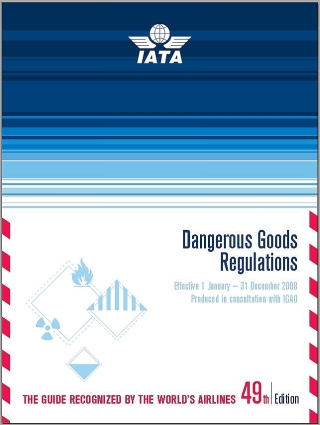 IATA
Dangerous Goods
Regulations
Effective 1 January – 31 December 2008
Produced in consultation with ICAO
THE GUIDE RECOGNIZED BY THE WORLD'S AIRLINES 49th Edition